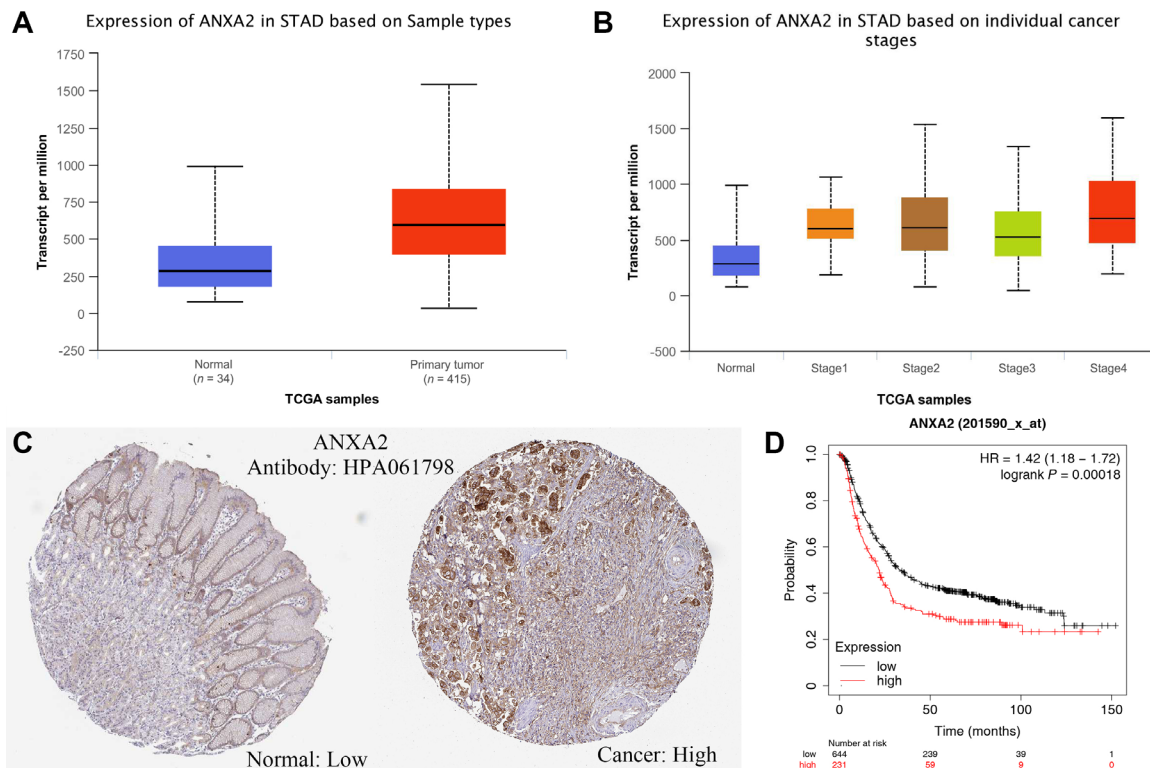 A
Expression of ANXA2 in STAD based on Sample types
1750
1500
1250
1000
750
500
250
0
-250
Transcript per million
Normal
(n = 34)
Primary tumor
(n = 415)
TCGA samples
B
Expression of ANXA2 in STAD based on individual cancer
stages
2000
1500
1000
500
0
-500
Transcript per million
Normal
Stage1
Stage2
Stage3
Stage4
TCGA samples
C
ANXA2
Antibody: HPA061798
Normal: Low
Cancer: High
D
ANXA2 (201590_x_at)
HR = 1.42 (1.18 – 1.72)
logrank P = 0.00018
1.0
0.8
0.6
0.4
0.2
0
Probability
Expression
low
high
0 50 100 150
Time (months)
Number at risk
low 644 239 39 1
high 231 59 9 0